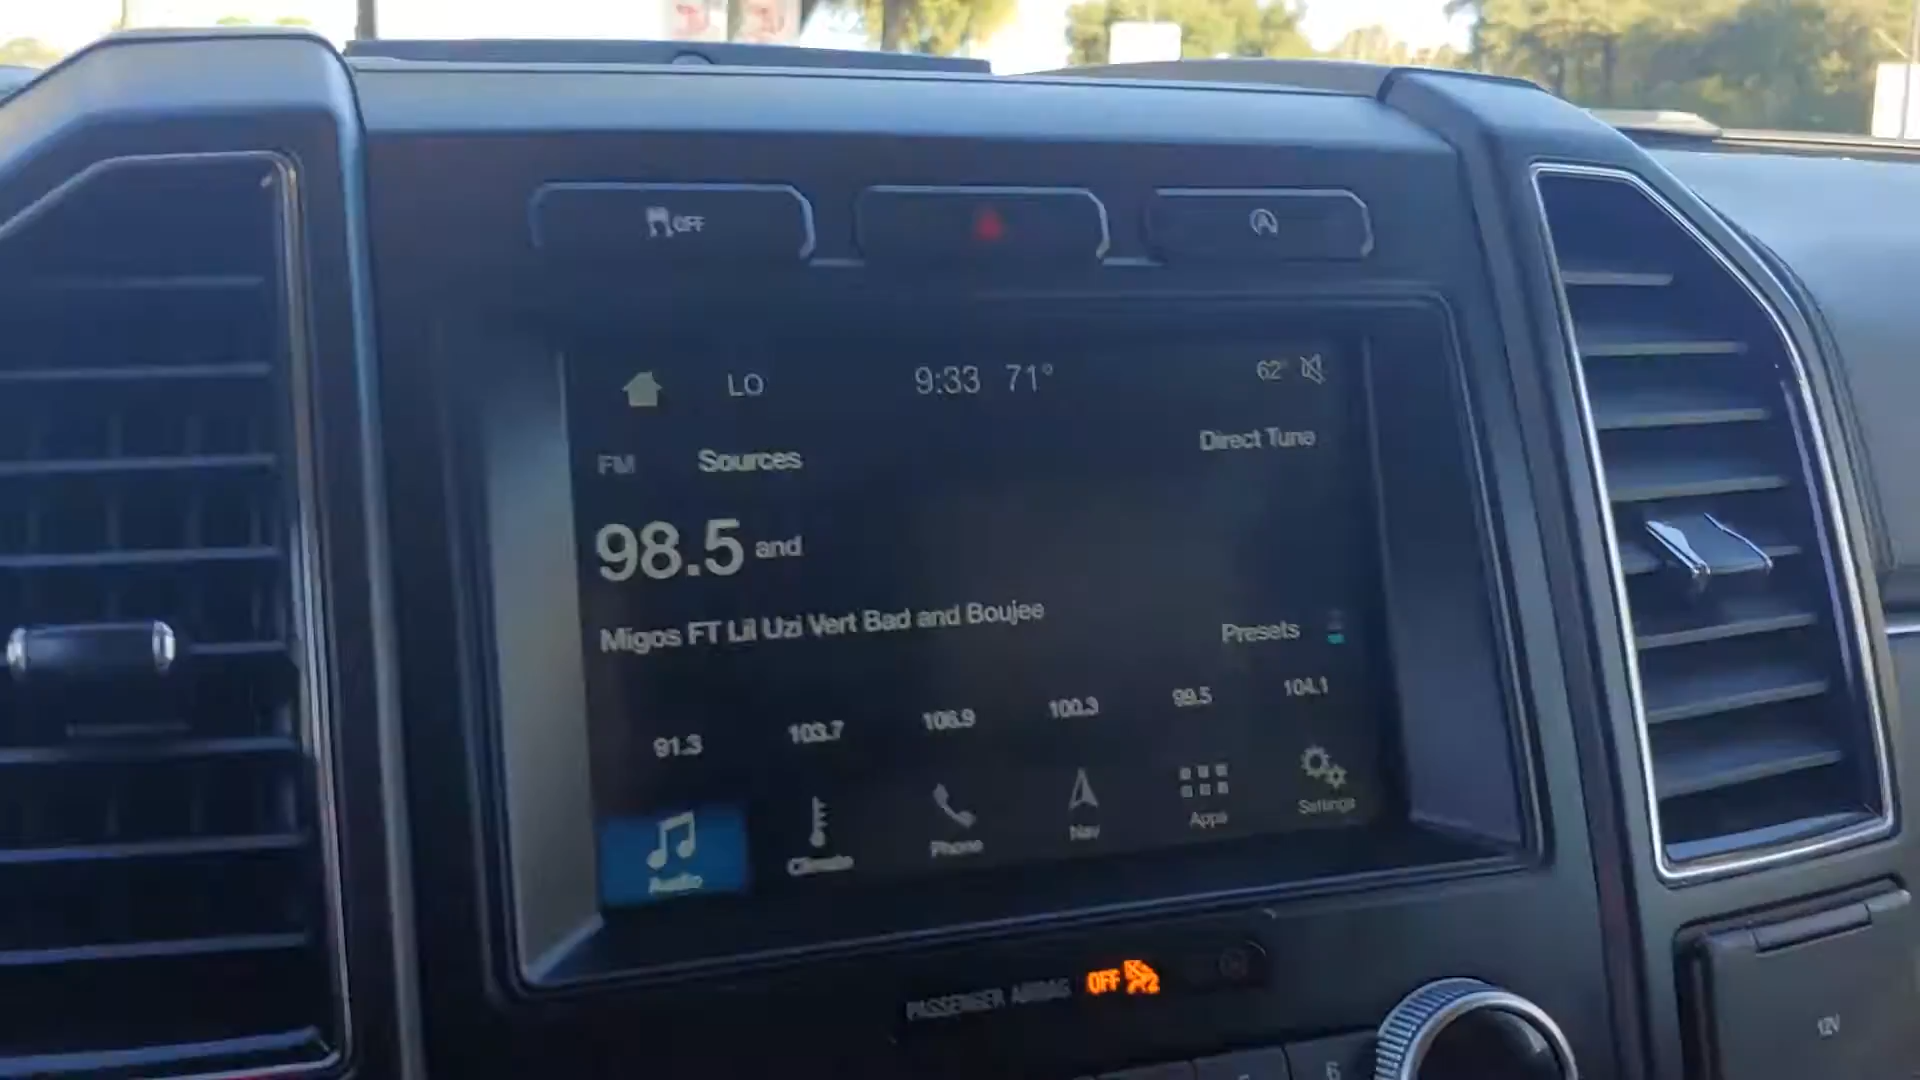 OFF
LO 9:33 71° 62°
FM Sources Direct Tune
98.5 and
Migos FT Lil Uzi Vert Bad and Boujee
Presets
91.3 103.7 106.9 100.3 99.5 104.1
Audio Climate Phone Nav Apps Settings
PASSENGER AIRBAG OFF
6
12V